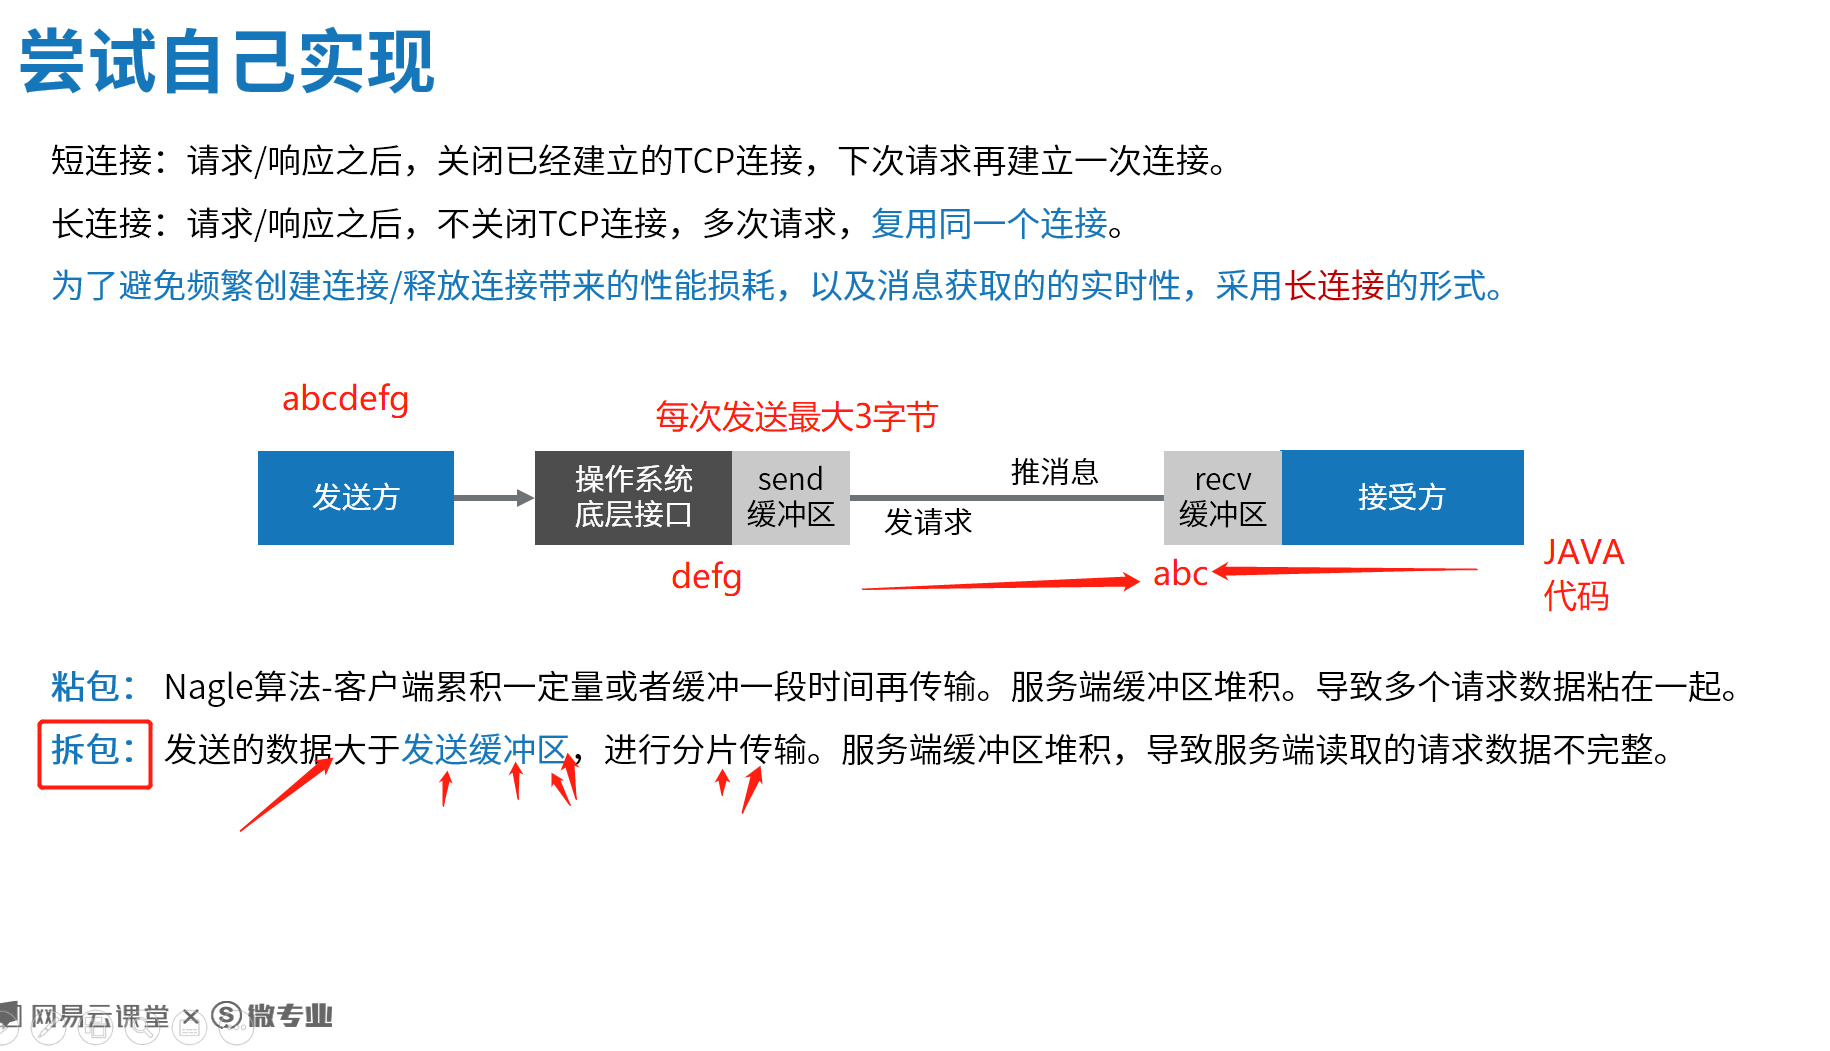 尝试自己实现
短连接：请求/响应之后，关闭已经建立的TCP连接，下次请求再建立一次连接。
长连接：请求/响应之后，不关闭TCP连接，多次请求，复用同一个连接。
为了避免频繁创建连接/释放连接带来的性能损耗，以及消息获取的的实时性，采用长连接的形式。
abcdefg
每次发送最大3字节
发送方
操作系统
底层接口
send
缓冲区
推消息
发请求
recv
缓冲区
接受方
defg
abc
JAVA
代码
粘包： Nagle算法-客户端累积一定量或者缓冲一段时间再传输。服务端缓冲区堆积。导致多个请求数据粘在一起。
拆包： 发送的数据大于发送缓冲区，进行分片传输。服务端缓冲区堆积，导致服务端读取的请求数据不完整。
网易云课堂 × 微专业